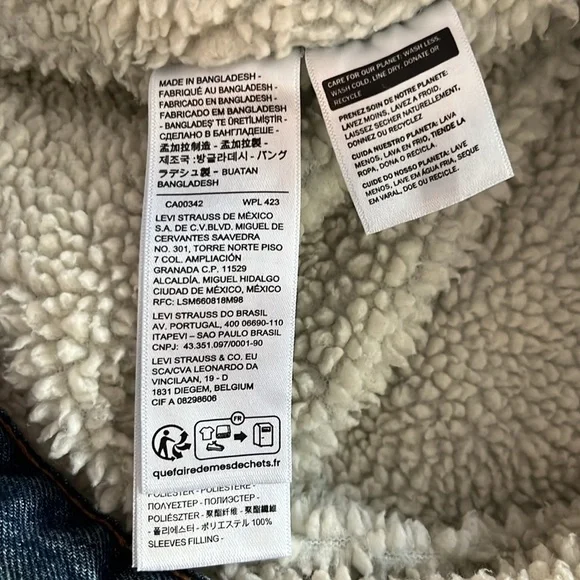 MADE IN BANGLADESH -
FABRIQUÉ AU BANGLADESH -
FABRICADO EN BANGLADESH -
FABRICADO EM BANGLADESH
- BANGLADEŞ' TE ÜRETİLMİŞTİR -
СДЕЛАНО В БАНГЛАДЕШЕ -
孟加拉制造 - 孟加拉製 -
제조국 : 방글라데시 - バング
ラデシュ製 - BUATAN
BANGLADESH
CA00342 WPL 423
LEVI STRAUSS DE MÉXICO
S.A. DE C.V.BLVD. MIGUEL DE
CERVANTES SAAVEDRA
NO. 301, TORRE NORTE PISO
7 COL. AMPLIACIÓN
GRANADA C.P. 11529
ALCALDÍA, MIGUEL HIDALGO
CIUDAD DE MÉXICO, MÉXICO
RFC: LSM660818M98
LEVI STRAUSS DO BRASIL
AV. PORTUGAL, 400 06690-110
ITAPEVI – SAO PAULO BRASIL
CNPJ: 43.351.097/0001-90
LEVI STRAUSS & CO. EU
SCA/CVA LEONARDO DA
VINCILAAN, 19 - D
1831 DIEGEM, BELGIUM
CIF A 08298606
FR
quefairedemesdechets.fr
POLIESTER - POLIESTERE -
ΠΟΛΥΕΣΤΕΡ - ПОЛИЭСТЕР -
POLIÉSZTER - 聚酯纤维 - 聚酯纖維
- 폴리에스터 - ポリエステル 100%
SLEEVES FILLING -
CARE FOR OUR PLANET: WASH LESS,
WASH COLD, LINE DRY, DONATE OR
RECYCLE
PRENEZ SOIN DE NOTRE PLANÈTE:
LAVEZ MOINS, LAVEZ À FROID,
LAISSEZ SÉCHER NATURELLEMENT,
DONNEZ OU RECYCLEZ
CUIDA NUESTRO PLANETA: LAVA
MENOS, LAVA EN FRÍO, TIENDE LA
ROPA, DONA O RECICLA.
CUIDE DO NOSSO PLANETA: LAVE
MENOS, LAVE EM ÁGUA FRIA, SEQUE
EM VARAL, DOE OU RECICLE.